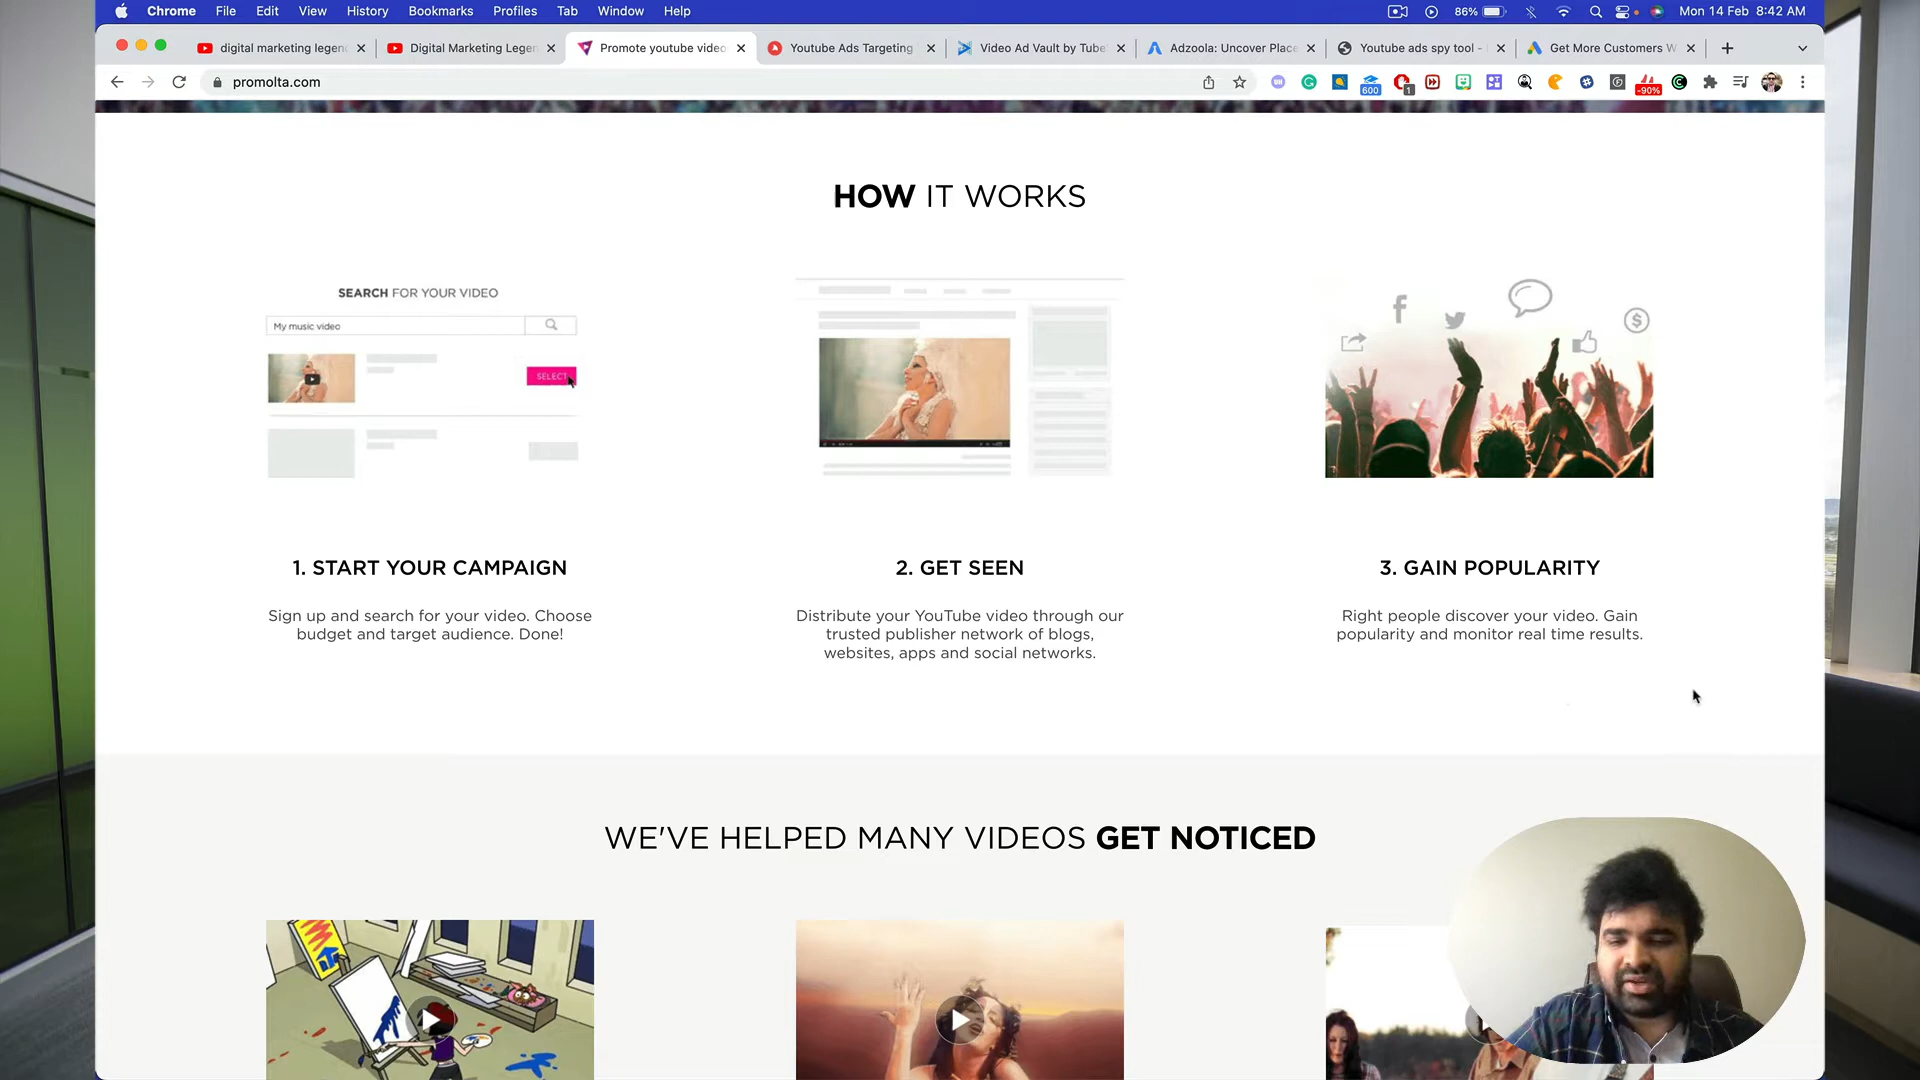 Chrome File Edit View History Bookmarks Profiles Tab Window Help
86% Mon 14 Feb 8:42 AM
digital marketing legen
Digital Marketing Legen
Promote youtube video
Youtube Ads Targeting
Video Ad Vault by Tube
Adzoola: Uncover Place
Youtube ads spy tool -
Get More Customers W
promolta.com
600
1
-90%
HOW IT WORKS
SEARCH FOR YOUR VIDEO
My music video
SELECT
1. START YOUR CAMPAIGN
Sign up and search for your video. Choose
budget and target audience. Done!
2. GET SEEN
Distribute your YouTube video through our
trusted publisher network of blogs,
websites, apps and social networks.
3. GAIN POPULARITY
Right people discover your video. Gain
popularity and monitor real time results.
WE'VE HELPED MANY VIDEOS GET NOTICED